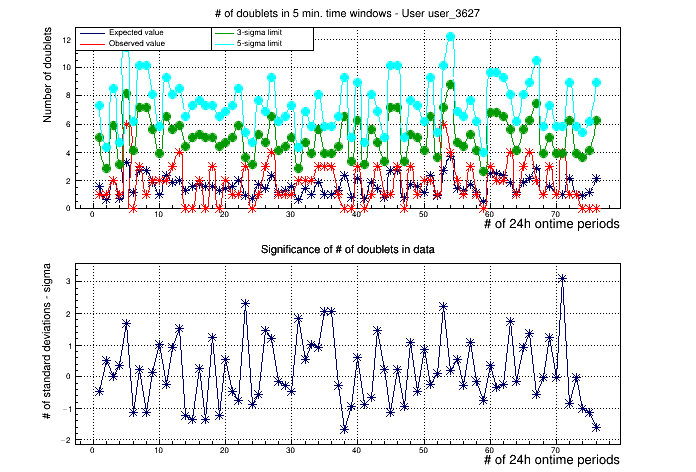 # of doublets in 5 min. time windows - User user_3627
Number of doublets
Expected value
Observed value
3-sigma limit
5-sigma limit
12
10
8
6
4
2
0
0 10 20 30 40 50 60 70
# of 24h ontime periods
Significance of # of doublets in data
# of standard deviations - sigma
3
2
1
0
−1
−2
0 10 20 30 40 50 60 70
# of 24h ontime periods